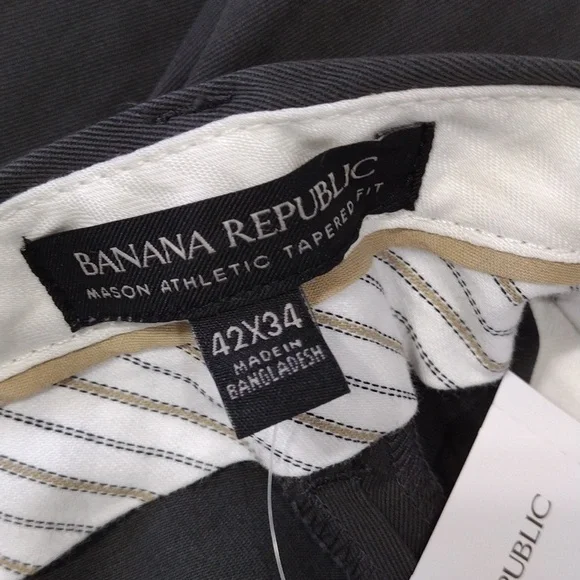 BANANA REPUBLIC
MASON ATHLETIC TAPERED FIT
42X34
MADE IN
BANGLADESH
REPUBLIC